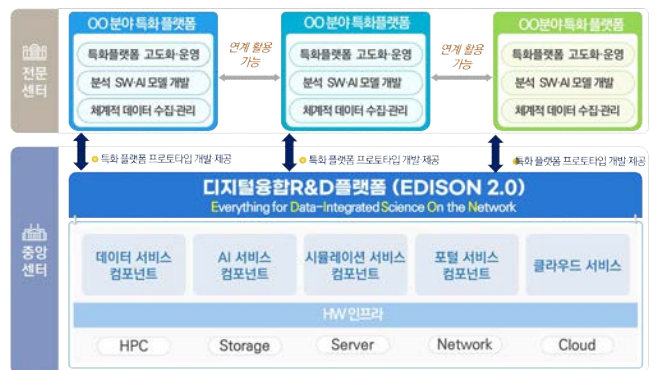 전문
센터
OO분야 특화플랫폼
특화플랫폼 고도화·운영
분석 SW·AI 모델 개발
체계적 데이터 수집·관리
연계 활용
가능
OO 분야 특화플랫폼
특화플랫폼 고도화·운영
분석 SW·AI 모델 개발
체계적 데이터 수집·관리
연계 활용
가능
OO분야 특화 플랫폼
특화플랫폼 고도화·운영
분석 SW·AI 모델 개발
체계적 데이터 수집·관리
특화 플랫폼 프로토타입 개발·제공
특화 플랫폼 프로토타입 개발·제공
특화 플랫폼 프로토타입 개발·제공
중앙
센터
디지털융합R&D플랫폼 (EDISON 2.0)
Everything for Data-Integrated Science On the Network
데이터 서비스
컴포넌트
AI 서비스
컴포넌트
시뮬레이션 서비스
컴포넌트
포털 서비스
컴포넌트
클라우드 서비스
HW인프라
HPC
Storage
Server
Network
Cloud